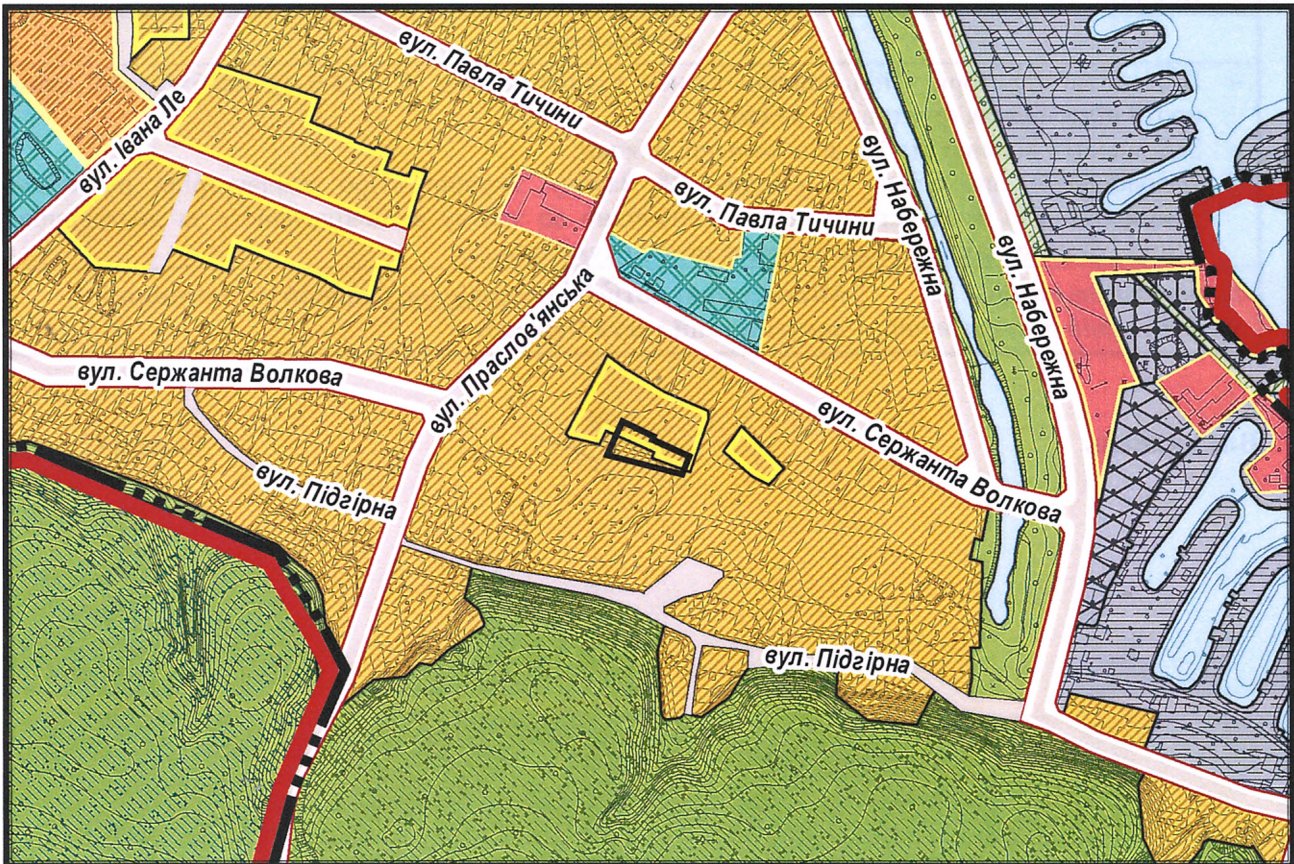 вул. Павла Тичини
вул. Івана Ле
вул. Набережна
вул. Павла Тичини
вул. Набережна
вул. Праслов'янська
вул. Сержанта Волкова
вул. Сержанта Волкова
вул. Підгірна
вул. Підгірна